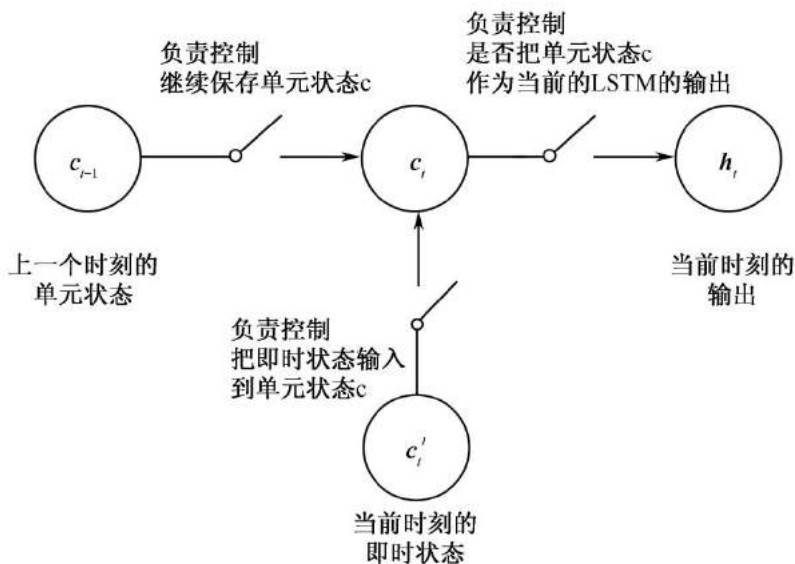 负责控制
继续保存单元状态c
负责控制
是否把单元状态c
作为当前的LSTM的输出
c_{t-1}
c_t
h_t
上一个时刻的
单元状态
当前时刻的
输出
负责控制
把即时状态输入
到单元状态c
c'_t
当前时刻的
即时状态